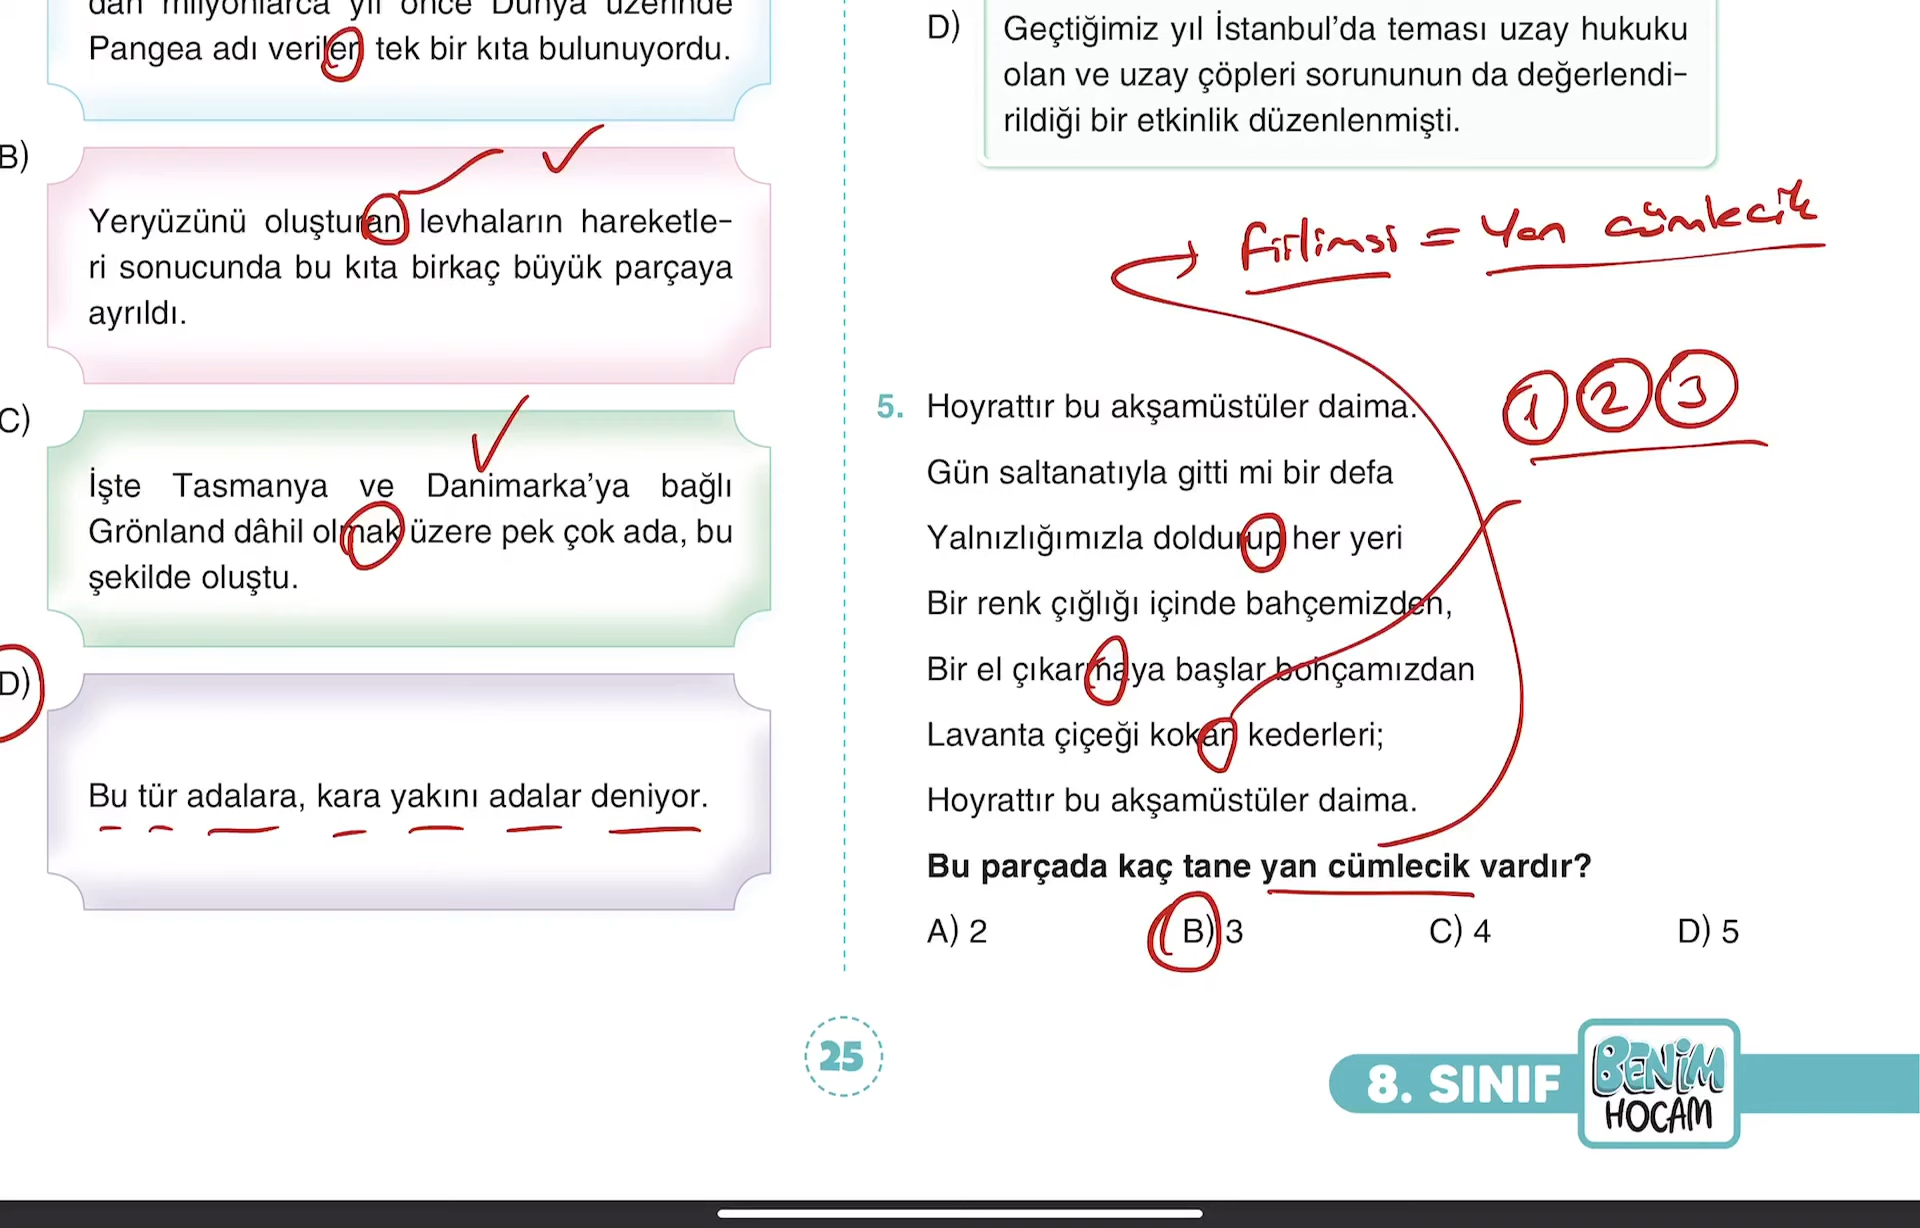 dan milyonlarca yıl önce Dünya üzerinde
Pangea adı verilen tek bir kıta bulunuyordu.
B)
Yeryüzünü oluşturan levhaların hareketle-
ri sonucunda bu kıta birkaç büyük parçaya
ayrıldı.
C)
İşte Tasmanya ve Danimarka’ya bağlı
Grönland dâhil olmak üzere pek çok ada, bu
şekilde oluştu.
D)
Bu tür adalara, kara yakını adalar deniyor.
D)
Geçtiğimiz yıl İstanbul’da teması uzay hukuku
olan ve uzay çöpleri sorununun da değerlendi-
rildiği bir etkinlik düzenlenmişti.
fiilimsi = Yan cümlecik
1 2 3
5. Hoyrattır bu akşamüstüler daima.
Gün saltanatıyla gitti mi bir defa
Yalnızlığımızla doldurup her yeri
Bir renk çığlığı içinde bahçemizden,
Bir el çıkarmaya başlar bohçamızdan
Lavanta çiçeği kokan kederleri;
Hoyrattır bu akşamüstüler daima.
Bu parçada kaç tane yan cümlecik vardır?
A) 2 B) 3 C) 4 D) 5
25
8. SINIF
BENİM
HOCAM